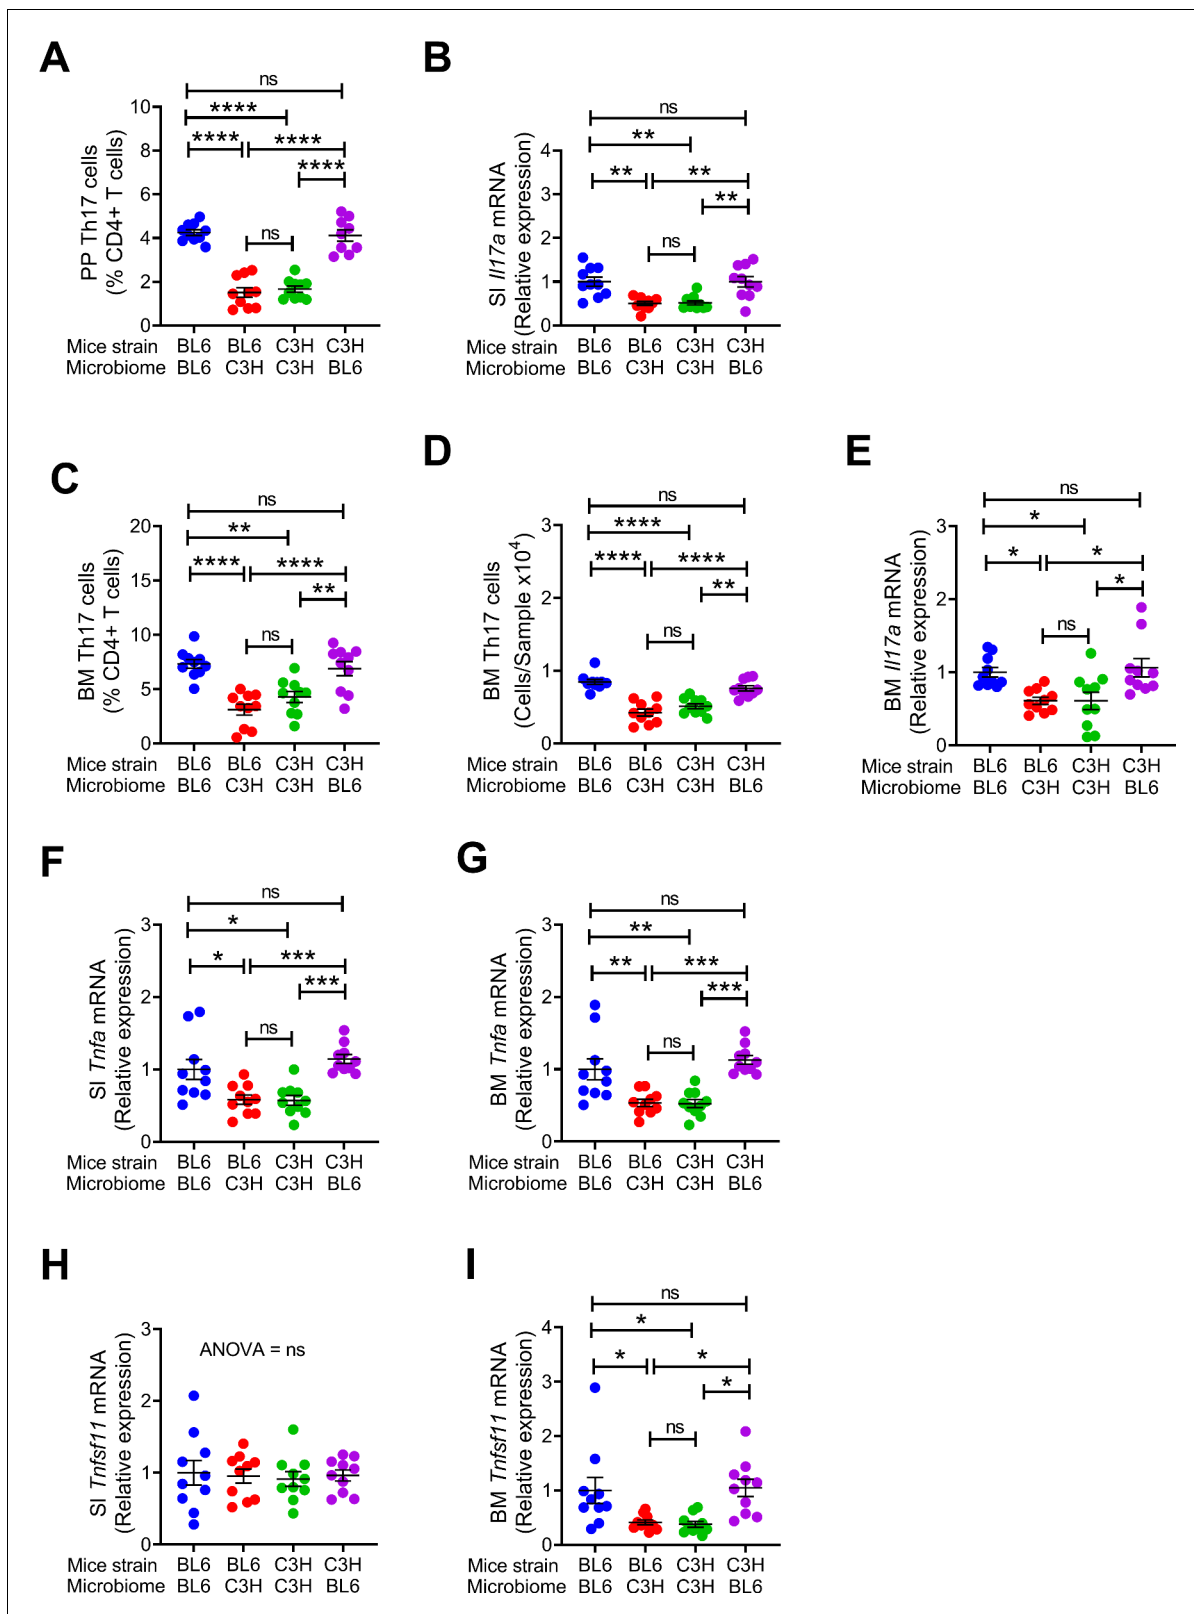 A
ns
****
****
****
****
ns
PP Th17 cells
(% CD4+ T cells)
10
8
6
4
2
0
Mice strain BL6 BL6 C3H C3H
Microbiome BL6 C3H C3H BL6
B
ns
**
**
**
**
ns
SI Il17a mRNA
(Relative expression)
4
3
2
1
0
Mice strain BL6 BL6 C3H C3H
Microbiome BL6 C3H C3H BL6
C
ns
**
****
****
**
ns
BM Th17 cells
(% CD4+ T cells)
20
15
10
5
0
Mice strain BL6 BL6 C3H C3H
Microbiome BL6 C3H C3H BL6
D
ns
****
****
****
**
ns
BM Th17 cells
(Cells/Sample x10⁴)
3
2
1
0
Mice strain BL6 BL6 C3H C3H
Microbiome BL6 C3H C3H BL6
E
ns
*
*
*
*
ns
BM Il17a mRNA
(Relative expression)
3
2
1
0
Mice strain BL6 BL6 C3H C3H
Microbiome BL6 C3H C3H BL6
F
ns
*
*
***
***
ns
SI Tnfa mRNA
(Relative expression)
3
2
1
0
Mice strain BL6 BL6 C3H C3H
Microbiome BL6 C3H C3H BL6
G
ns
**
**
***
***
ns
BM Tnfa mRNA
(Relative expression)
3
2
1
0
Mice strain BL6 BL6 C3H C3H
Microbiome BL6 C3H C3H BL6
H
ANOVA = ns
SI Tnfsf11 mRNA
(Relative expression)
3
2
1
0
Mice strain BL6 BL6 C3H C3H
Microbiome BL6 C3H C3H BL6
I
ns
*
*
*
*
ns
BM Tnfsf11 mRNA
(Relative expression)
4
3
2
1
0
Mice strain BL6 BL6 C3H C3H
Microbiome BL6 C3H C3H BL6